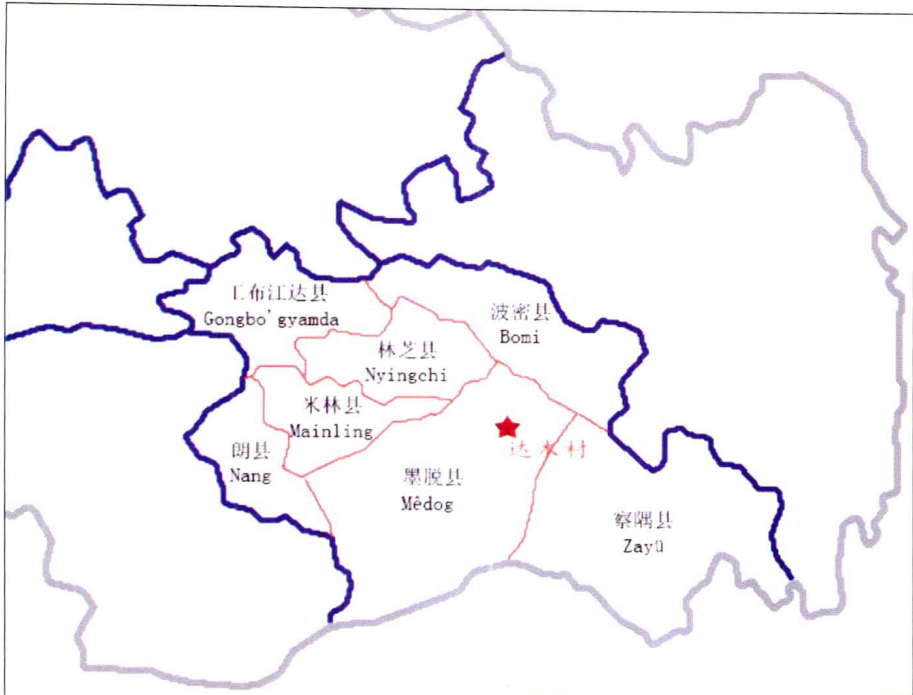 工布江达县
Gongbo'gyamda
波密县
Bomi
林芝县
Nyingchi
米林县
Mainling
朗县
Nang
达木村
墨脱县
Mêdog
察隅县
Zayü